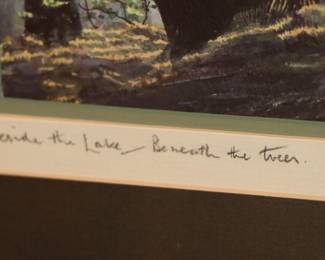 eside the Lake – Beneath the trees.